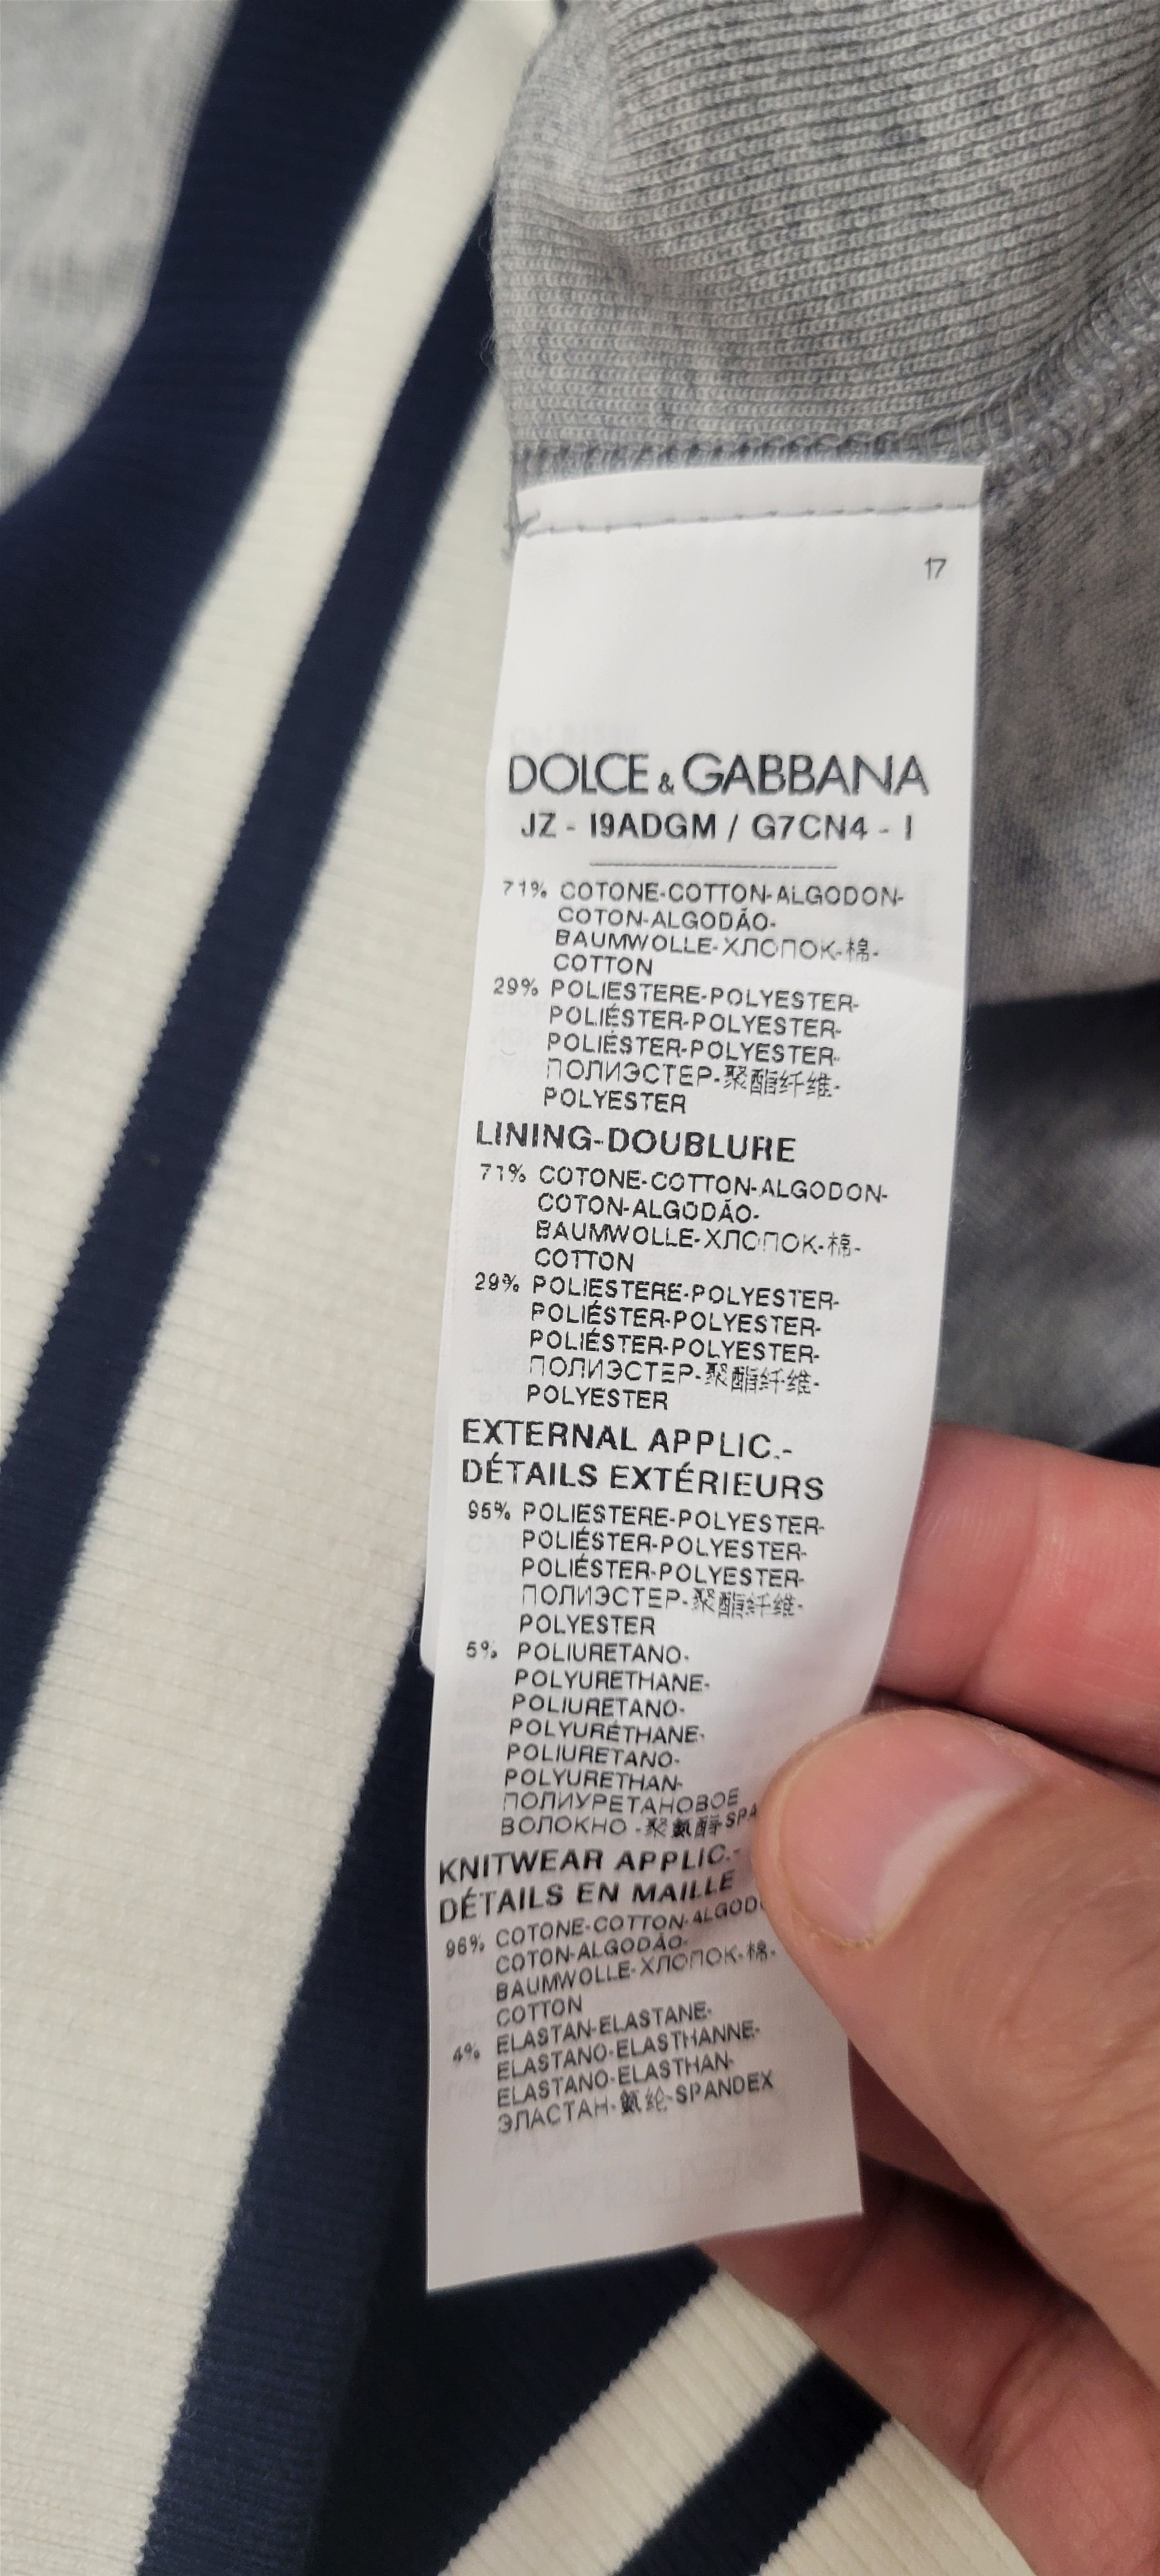 17
DOLCE & GABBANA
JZ - I9ADGM / G7CN4 - I
71% COTONE-COTTON-ALGODON-
COTON-ALGODÃO-
BAUMWOLLE-ХЛОПОК-棉-
COTTON
29% POLIESTERE-POLYESTER-
POLIÉSTER-POLYESTER-
POLIÉSTER-POLYESTER-
ПОЛИЭСТЕР-聚酯纤维-
POLYESTER
LINING-DOUBLURE
71% COTONE-COTTON-ALGODON-
COTON-ALGODÃO-
BAUMWOLLE-ХЛОПОК-棉-
COTTON
29% POLIESTERE-POLYESTER-
POLIÉSTER-POLYESTER-
POLIÉSTER-POLYESTER-
ПОЛИЭСТЕР-聚酯纤维-
POLYESTER
EXTERNAL APPLIC.-
DÉTAILS EXTÉRIEURS
95% POLIESTERE-POLYESTER-
POLIÉSTER-POLYESTER-
POLIÉSTER-POLYESTER-
ПОЛИЭСТЕР-聚酯纤维-
POLYESTER
5% POLIURETANO-
POLYURETHANE-
POLIURETANO-
POLYURÉTHANE-
POLIURETANO-
POLYURETHAN-
ПОЛИУРЕТАНОВОЕ
ВОЛОКНО -聚氨酯-SPA
KNITWEAR APPLIC.-
DÉTAILS EN MAILLE
96% COTONE-COTTON-ALGOD
COTON-ALGODÃO-
BAUMWOLLE-ХЛОПОК-棉-
COTTON
4% ELASTAN-ELASTANE-
ELASTANO-ELASTHANNE-
ELASTANO-ELASTHAN-
ЭЛАСТАН-氨纶-SPANDEX